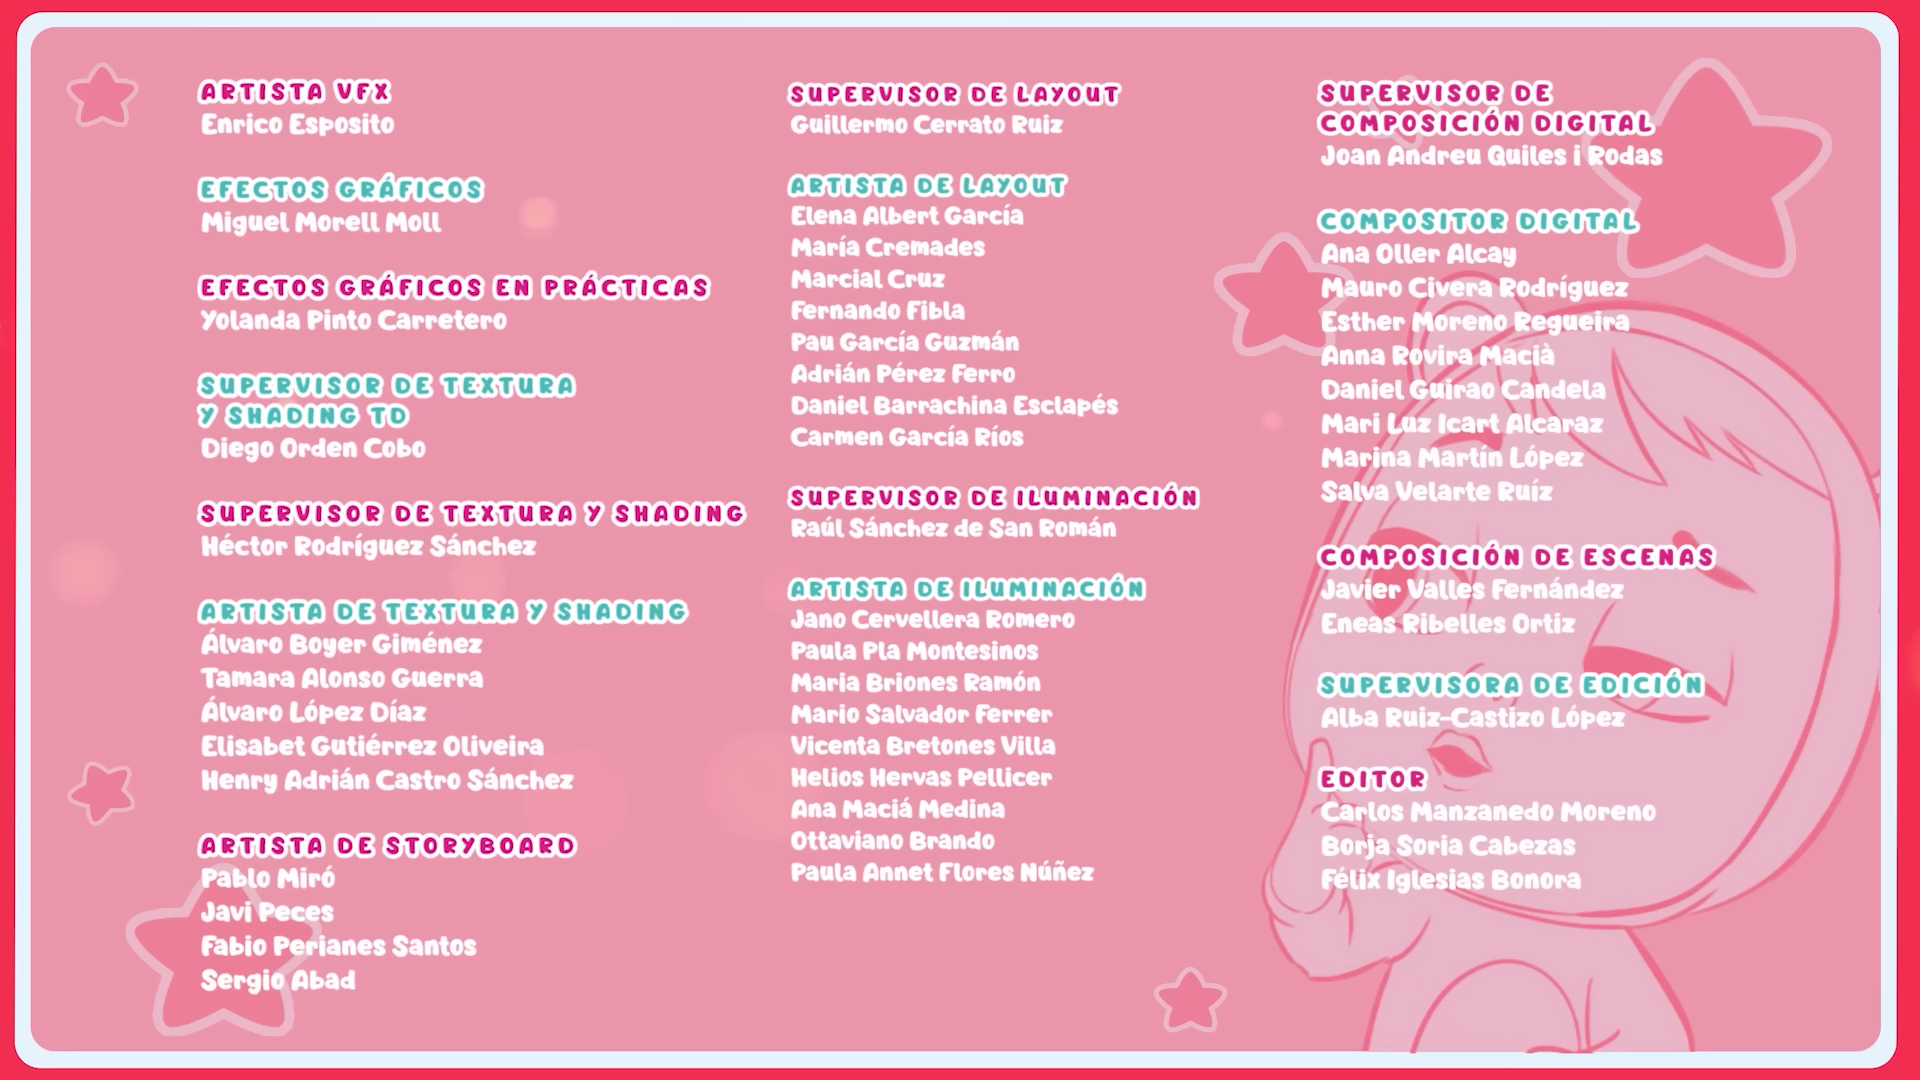 ARTISTA VFX
Enrico Esposito
EFECTOS GRÁFICOS
Miguel Morell Moll
EFECTOS GRÁFICOS EN PRÁCTICAS
Yolanda Pinto Carretero
SUPERVISOR DE TEXTURA
Y SHADING TD
Diego Orden Cobo
SUPERVISOR DE TEXTURA Y SHADING
Héctor Rodríguez Sánchez
ARTISTA DE TEXTURA Y SHADING
Álvaro Boyer Giménez
Tamara Alonso Guerra
Álvaro López Díaz
Elisabet Gutiérrez Oliveira
Henry Adrián Castro Sánchez
ARTISTA DE STORYBOARD
Pablo Miró
Javi Peces
Fabio Perianes Santos
Sergio Abad
SUPERVISOR DE LAYOUT
Guillermo Cerrato Ruiz
ARTISTA DE LAYOUT
Elena Albert García
María Cremades
Marcial Cruz
Fernando Fibla
Pau García Guzmán
Adrián Pérez Ferro
Daniel Barrachina Esclapés
Carmen García Ríos
SUPERVISOR DE ILUMINACIÓN
Raúl Sánchez de San Román
ARTISTA DE ILUMINACIÓN
Jano Cervellera Romero
Paula Pla Montesinos
Maria Briones Ramón
Mario Salvador Ferrer
Vicenta Bretones Villa
Helios Hervas Pellicer
Ana Maciá Medina
Ottaviano Brando
Paula Annet Flores Núñez
SUPERVISOR DE
COMPOSICIÓN DIGITAL
Joan Andreu Quiles i Rodas
COMPOSITOR DIGITAL
Ana Oller Alcay
Mauro Civera Rodríguez
Esther Moreno Regueira
Anna Rovira Macià
Daniel Guirao Candela
Mari Luz Icart Alcaraz
Marina Martín López
Salva Velarte Ruíz
COMPOSICIÓN DE ESCENAS
Javier Valles Fernández
Eneas Ribelles Ortiz
SUPERVISORA DE EDICIÓN
Alba Ruiz-Castizo López
EDITOR
Carlos Manzanedo Moreno
Borja Soria Cabezas
Félix Iglesias Bonora